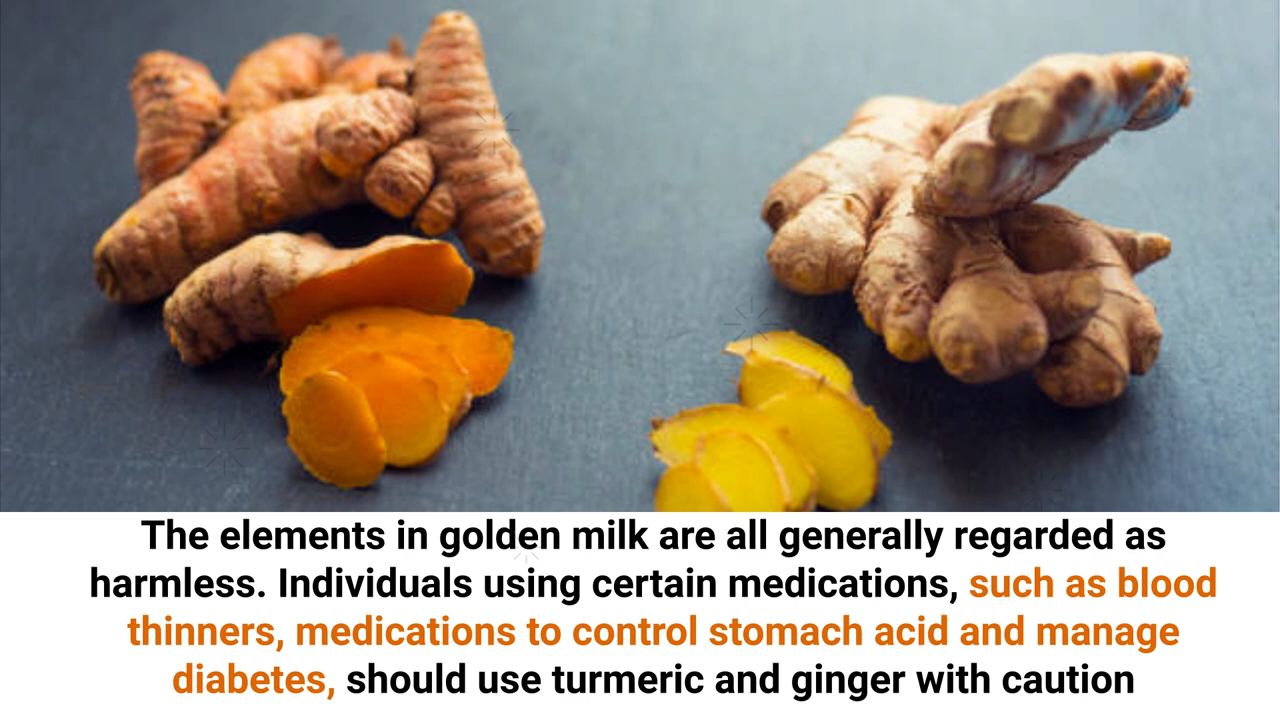 The elements in golden milk are all generally regarded as
harmless. Individuals using certain medications, such as blood
thinners, medications to control stomach acid and manage
diabetes, should use turmeric and ginger with caution